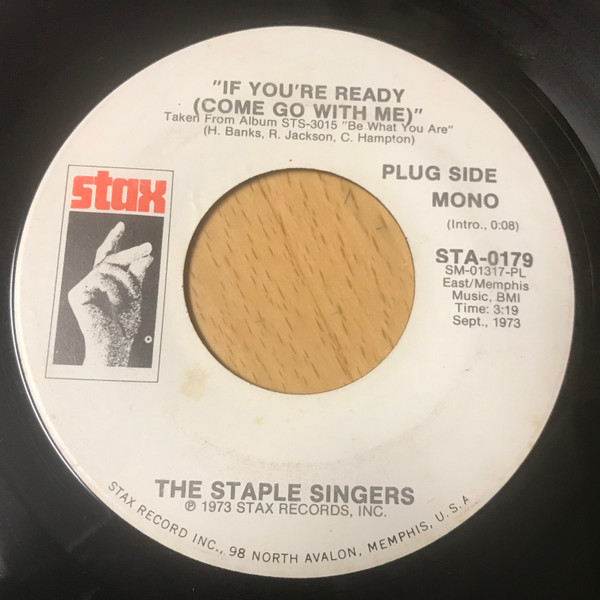 "IF YOU'RE READY
(COME GO WITH ME)"
Taken From Album STS-3015 "Be What You Are"
(H. Banks, R. Jackson, C. Hampton)
stax
PLUG SIDE
MONO
(Intro., 0:08)
STA-0179
SM-01317-PL
East/Memphis
Music, BMI
Time: 3:19
Sept., 1973
THE STAPLE SINGERS
℗ 1973 STAX RECORDS, INC.
STAX RECORD INC., 98 NORTH AVALON, MEMPHIS, U.S.A